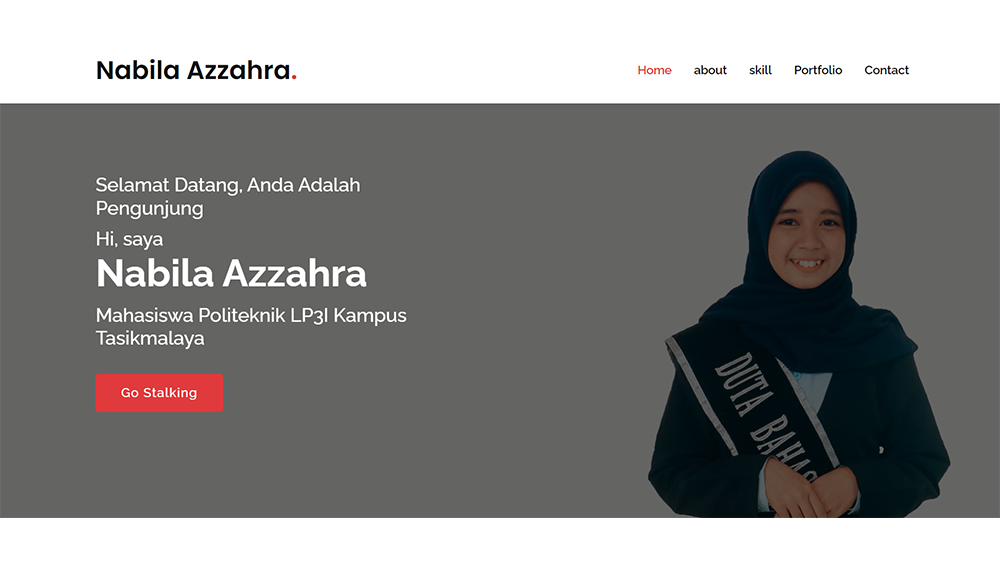 Nabila Azzahra.
Home about skill Portfolio Contact
Selamat Datang, Anda Adalah
Pengunjung
Hi, saya
Nabila Azzahra
Mahasiswa Politeknik LP3I Kampus
Tasikmalaya
Go Stalking
DUTA BAHAS